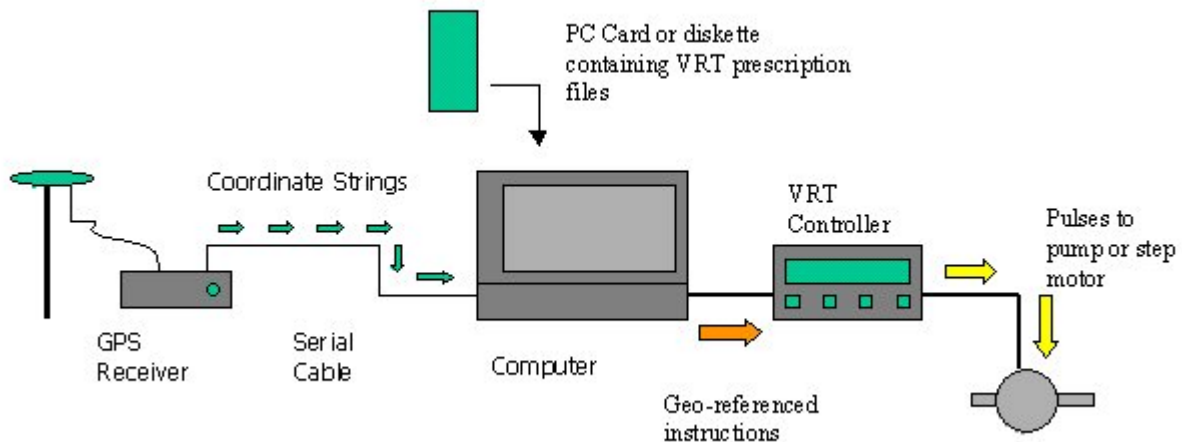 PC Card or diskette
containing VRT prescription
files
Coordinate Strings
VRT
Controller
Pulses to
pump or step
motor
GPS
Receiver
Serial
Cable
Computer
Geo-referenced
instructions